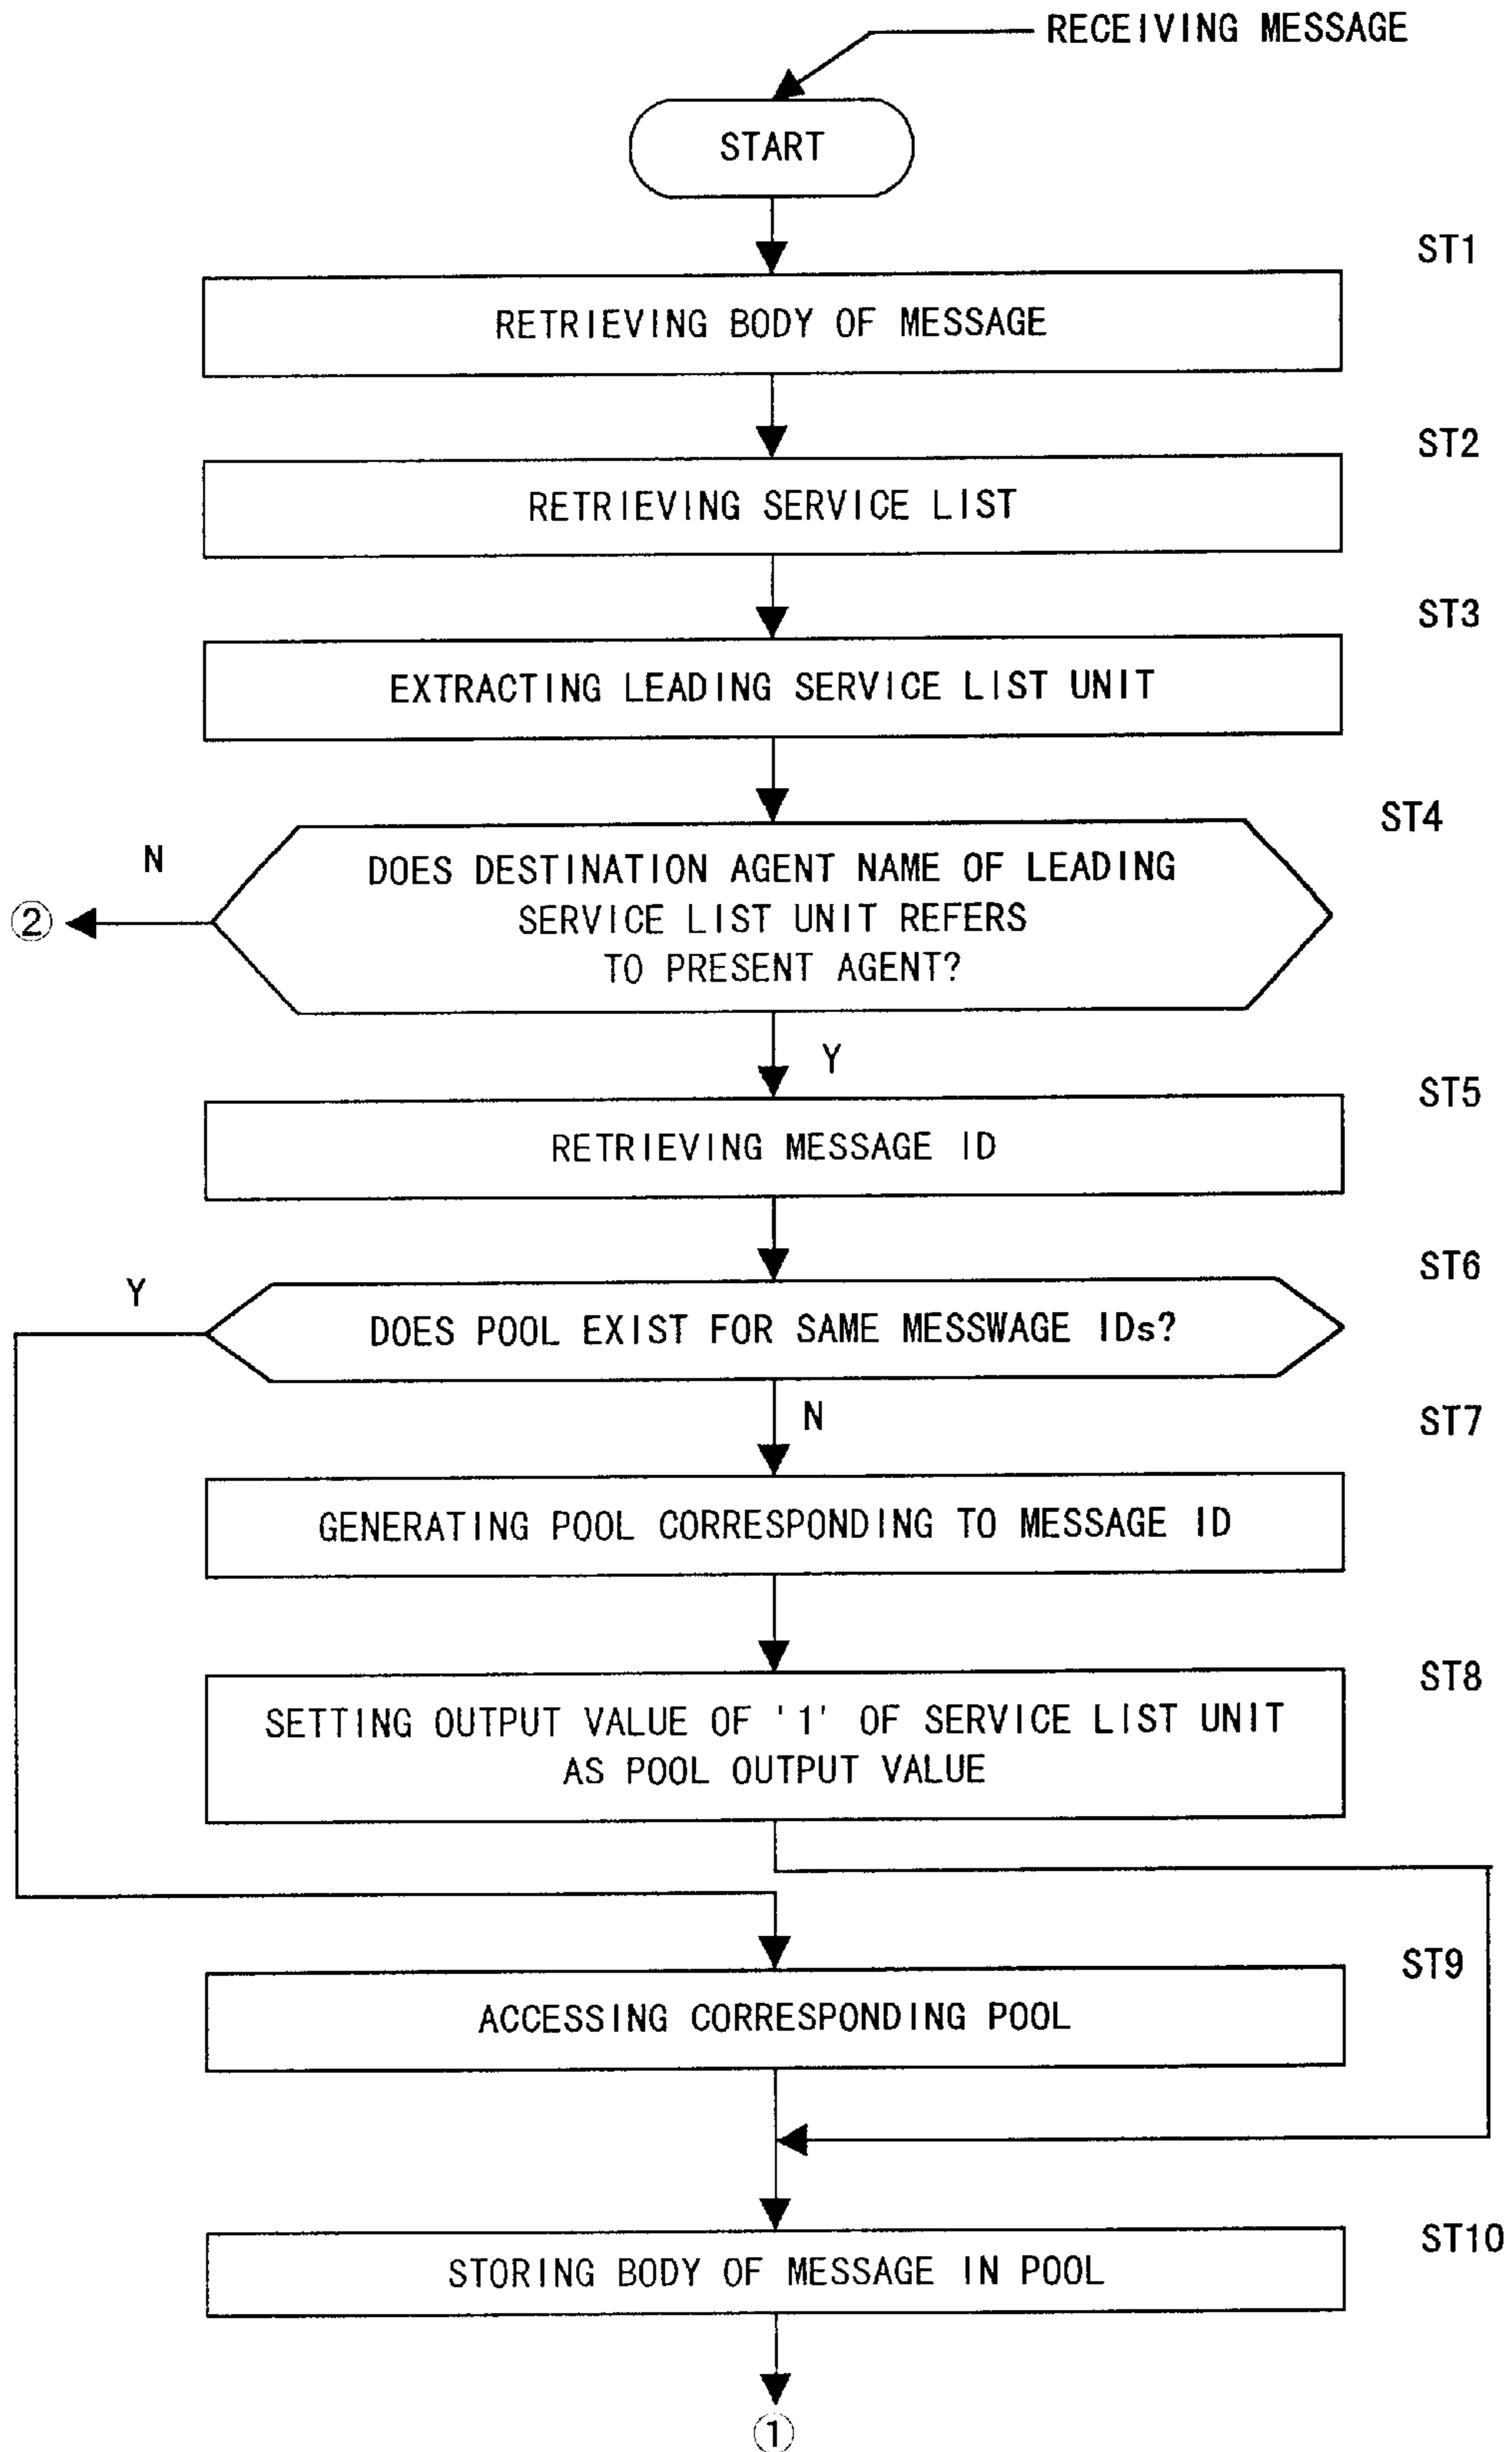 RECEIVING MESSAGE
START
ST1
RETRIEVING BODY OF MESSAGE
ST2
RETRIEVING SERVICE LIST
ST3
EXTRACTING LEADING SERVICE LIST UNIT
ST4
N
DOES DESTINATION AGENT NAME OF LEADING
SERVICE LIST UNIT REFERS
TO PRESENT AGENT?
②
Y
ST5
RETRIEVING MESSAGE ID
ST6
Y
DOES POOL EXIST FOR SAME MESSWAGE IDs?
N
ST7
GENERATING POOL CORRESPONDING TO MESSAGE ID
ST8
SETTING OUTPUT VALUE OF '1' OF SERVICE LIST UNIT
AS POOL OUTPUT VALUE
ST9
ACCESSING CORRESPONDING POOL
ST10
STORING BODY OF MESSAGE IN POOL
①